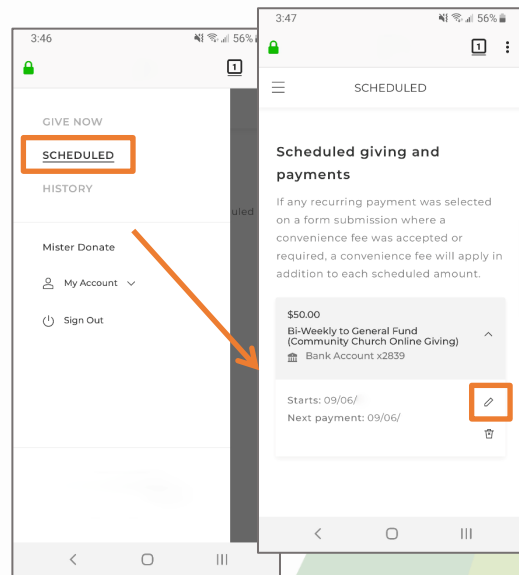 3:46
56%
1
GIVE NOW
SCHEDULED
HISTORY
uled
Mister Donate
My Account
Sign Out
3:47
56%
1
SCHEDULED
Scheduled giving and
payments
If any recurring payment was selected
on a form submission where a
convenience fee was accepted or
required, a convenience fee will apply in
addition to each scheduled amount.
$50.00
Bi-Weekly to General Fund
(Community Church Online Giving)
Bank Account x2839
Starts: 09/06/
Next payment: 09/06/